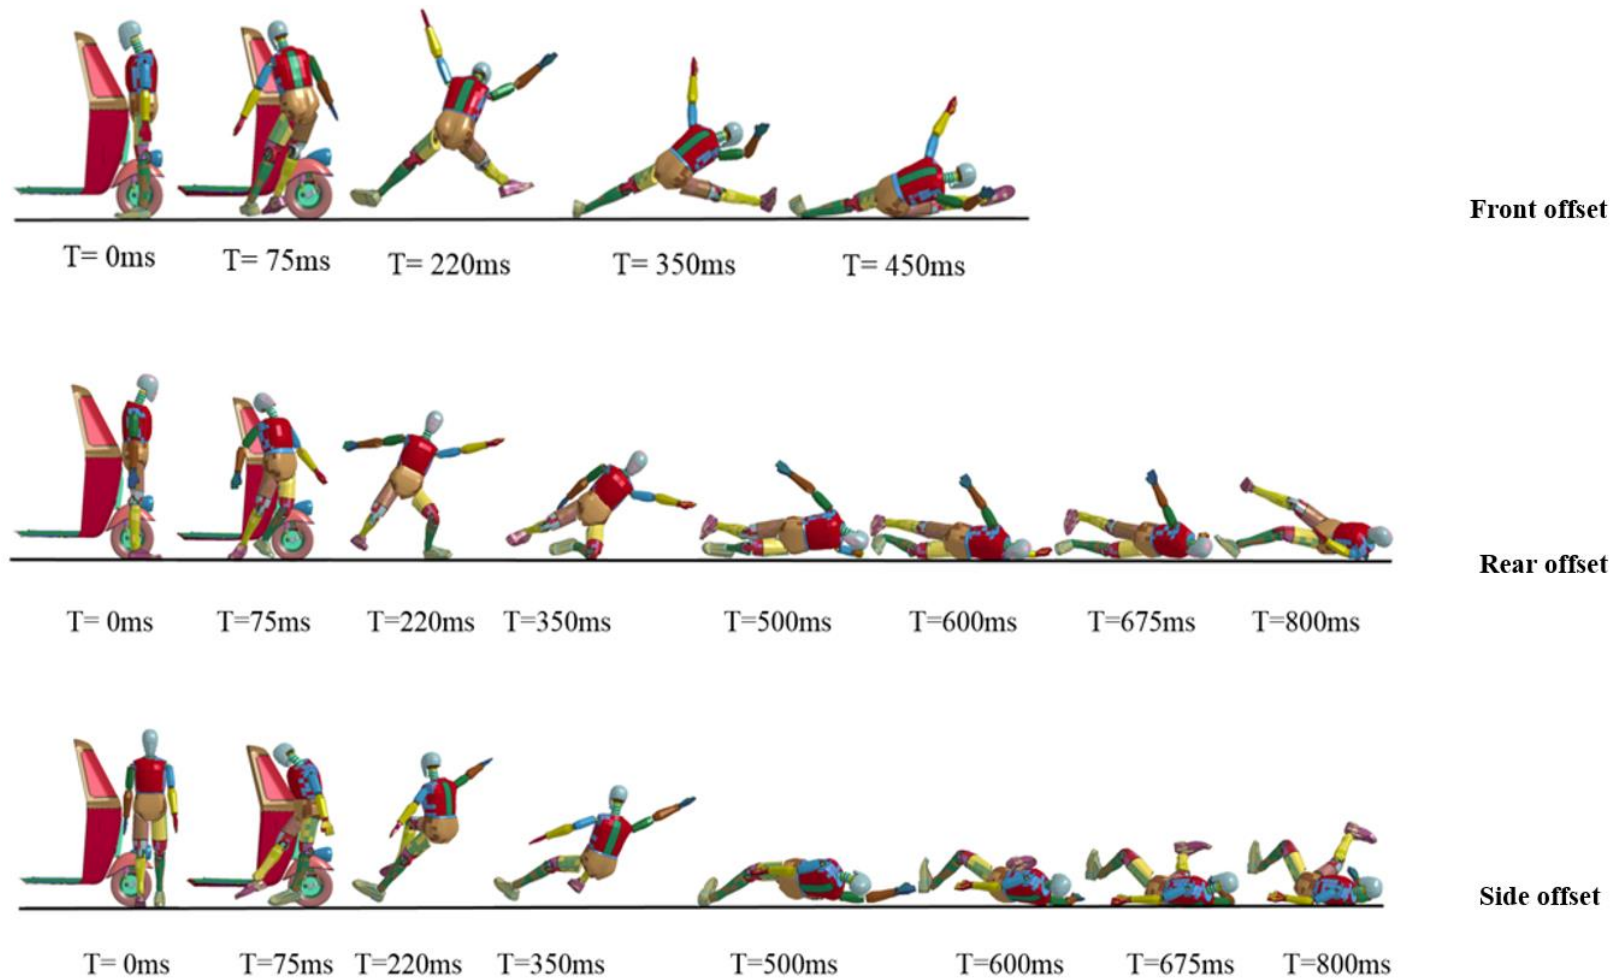 Front offset
T= 0ms
T= 75ms
T= 220ms
T= 350ms
T= 450ms
Rear offset
T= 0ms
T=75ms
T=220ms
T=350ms
T=500ms
T=600ms
T=675ms
T=800ms
Side offset
T= 0ms
T=75ms
T=220ms
T=350ms
T=500ms
T=600ms
T=675ms
T=800ms